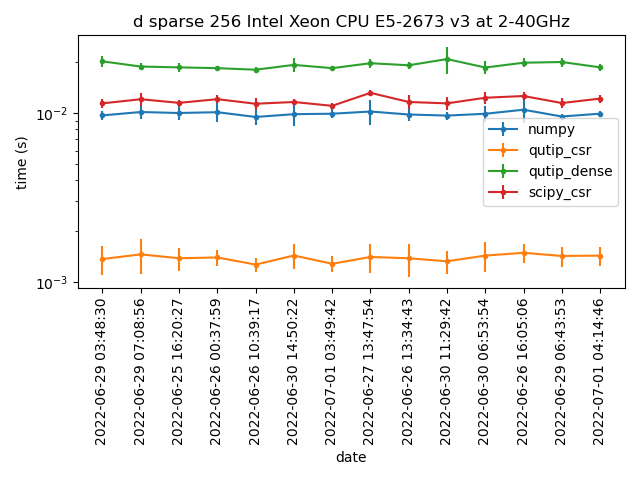 d sparse 256 Intel Xeon CPU E5-2673 v3 at 2-40GHz
time (s)
10⁻²
10⁻³
numpy
qutip_csr
qutip_dense
scipy_csr
2022-06-29 03:48:30
2022-06-29 07:08:56
2022-06-25 16:20:27
2022-06-26 00:37:59
2022-06-26 10:39:17
2022-06-30 14:50:22
2022-07-01 03:49:42
2022-06-27 13:47:54
2022-06-26 13:34:43
2022-06-30 11:29:42
2022-06-30 06:53:54
2022-06-26 16:05:06
2022-06-29 06:43:53
2022-07-01 04:14:46
date